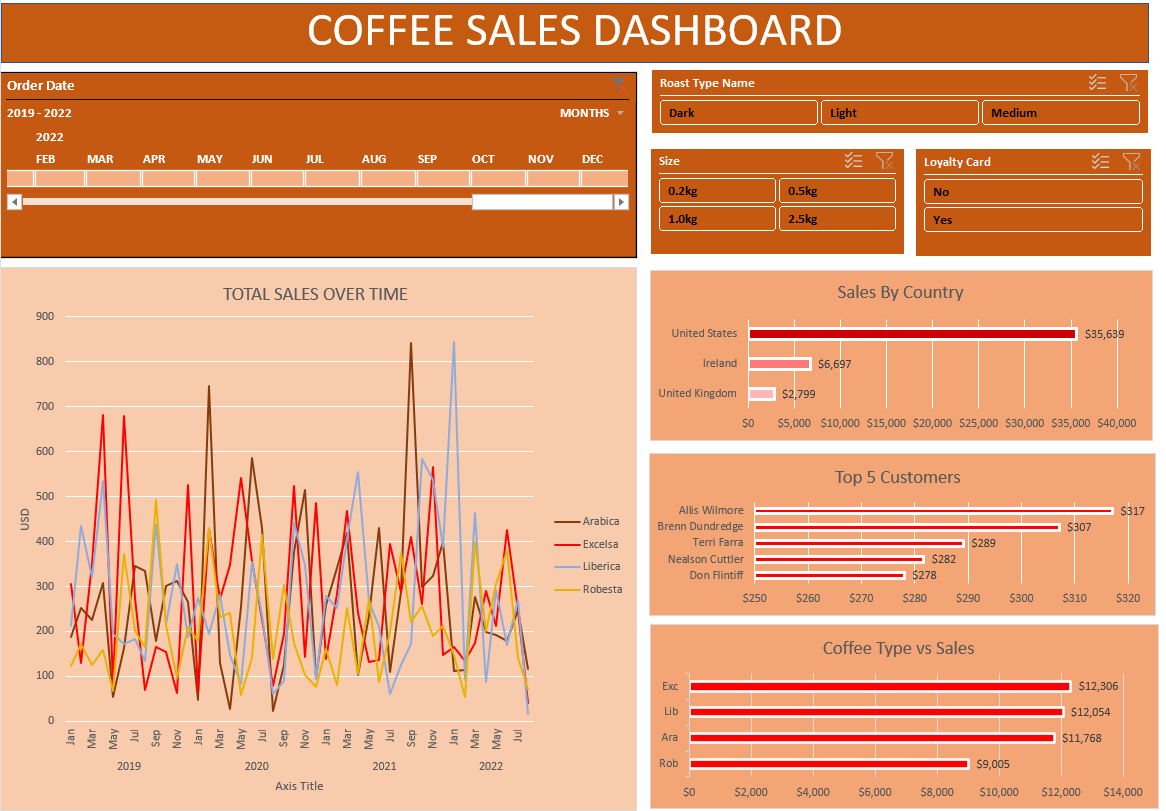 COFFEE SALES DASHBOARD
Order Date
2019 - 2022 MONTHS
2022
FEB MAR APR MAY JUN JUL AUG SEP OCT NOV DEC
Roast Type Name
Dark Light Medium
Size
0.2kg 0.5kg
1.0kg 2.5kg
Loyalty Card
No
Yes
TOTAL SALES OVER TIME
900
800
700
600
500
400
300
200
100
0
USD
Jan Mar May Jul Sep Nov Jan Mar May Jul Sep Nov Jan Mar May Jul Sep Nov Jan Mar May Jul
2019 2020 2021 2022
Axis Title
Arabica
Excelsa
Liberica
Robesta
Sales By Country
United States $35,639
Ireland $6,697
United Kingdom $2,799
$0 $5,000 $10,000 $15,000 $20,000 $25,000 $30,000 $35,000 $40,000
Top 5 Customers
Allis Wilmore $317
Brenn Dundredge $307
Terri Farra $289
Nealson Cuttler $282
Don Flintiff $278
$250 $260 $270 $280 $290 $300 $310 $320
Coffee Type vs Sales
Exc $12,306
Lib $12,054
Ara $11,768
Rob $9,005
$0 $2,000 $4,000 $6,000 $8,000 $10,000 $12,000 $14,000